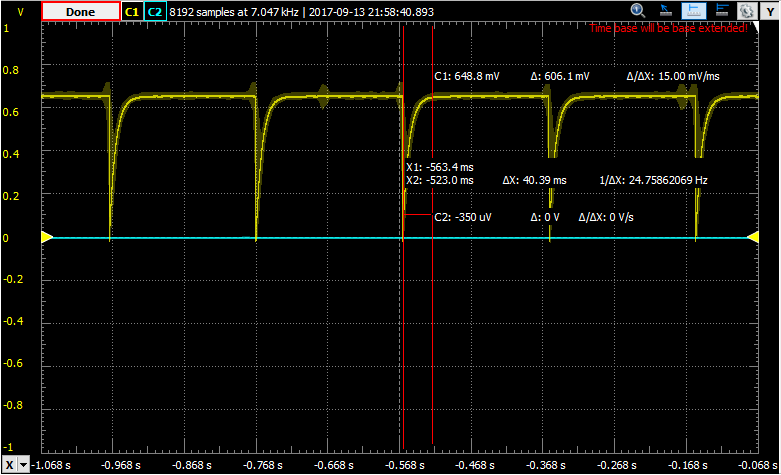 V Done C1 C2 8192 samples at 7.047 kHz | 2017-09-13 21:58:40.893 Y
Time base will be base extended!
1
0.8
C1: 648.8 mV Δ: 606.1 mV Δ/ΔX: 15.00 mV/ms
0.6
0.4
X1: -563.4 ms
X2: -523.0 ms ΔX: 40.39 ms 1/ΔX: 24.75862069 Hz
0.2
C2: -350 uV Δ: 0 V Δ/ΔX: 0 V/s
0
-0.2
-0.4
-0.6
-0.8
-1
X -1.068 s -0.968 s -0.868 s -0.768 s -0.668 s -0.568 s -0.468 s -0.368 s -0.268 s -0.168 s -0.068 s